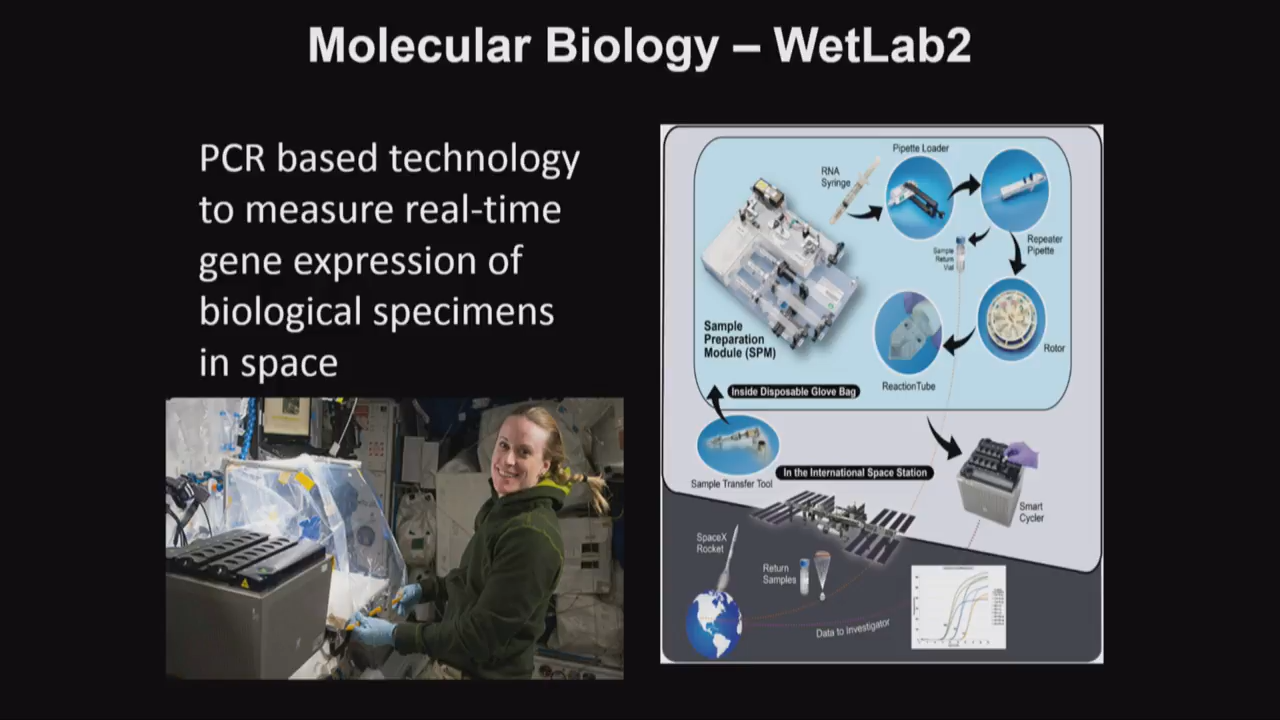 Molecular Biology – WetLab2
PCR based technology
to measure real-time
gene expression of
biological specimens
in space
Pipette Loader
RNA
Syringe
Sample
Return
Vial
Repeater
Pipette
Sample
Preparation
Module (SPM)
Rotor
ReactionTube
Inside Disposable Glove Bag
In the International Space Station
Sample Transfer Tool
Smart
Cycler
SpaceX
Rocket
Return
Samples
Data to Investigator